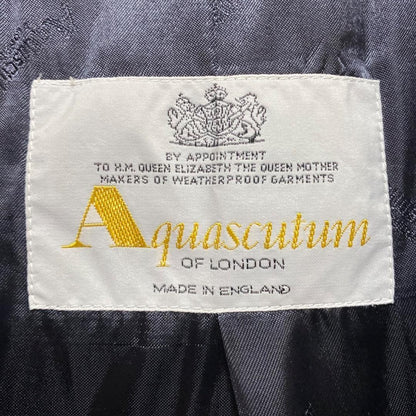 BY APPOINTMENT
TO H.M. QUEEN ELIZABETH THE QUEEN MOTHER
MAKERS OF WEATHERPROOF GARMENTS
Aquascutum
OF LONDON
MADE IN ENGLAND